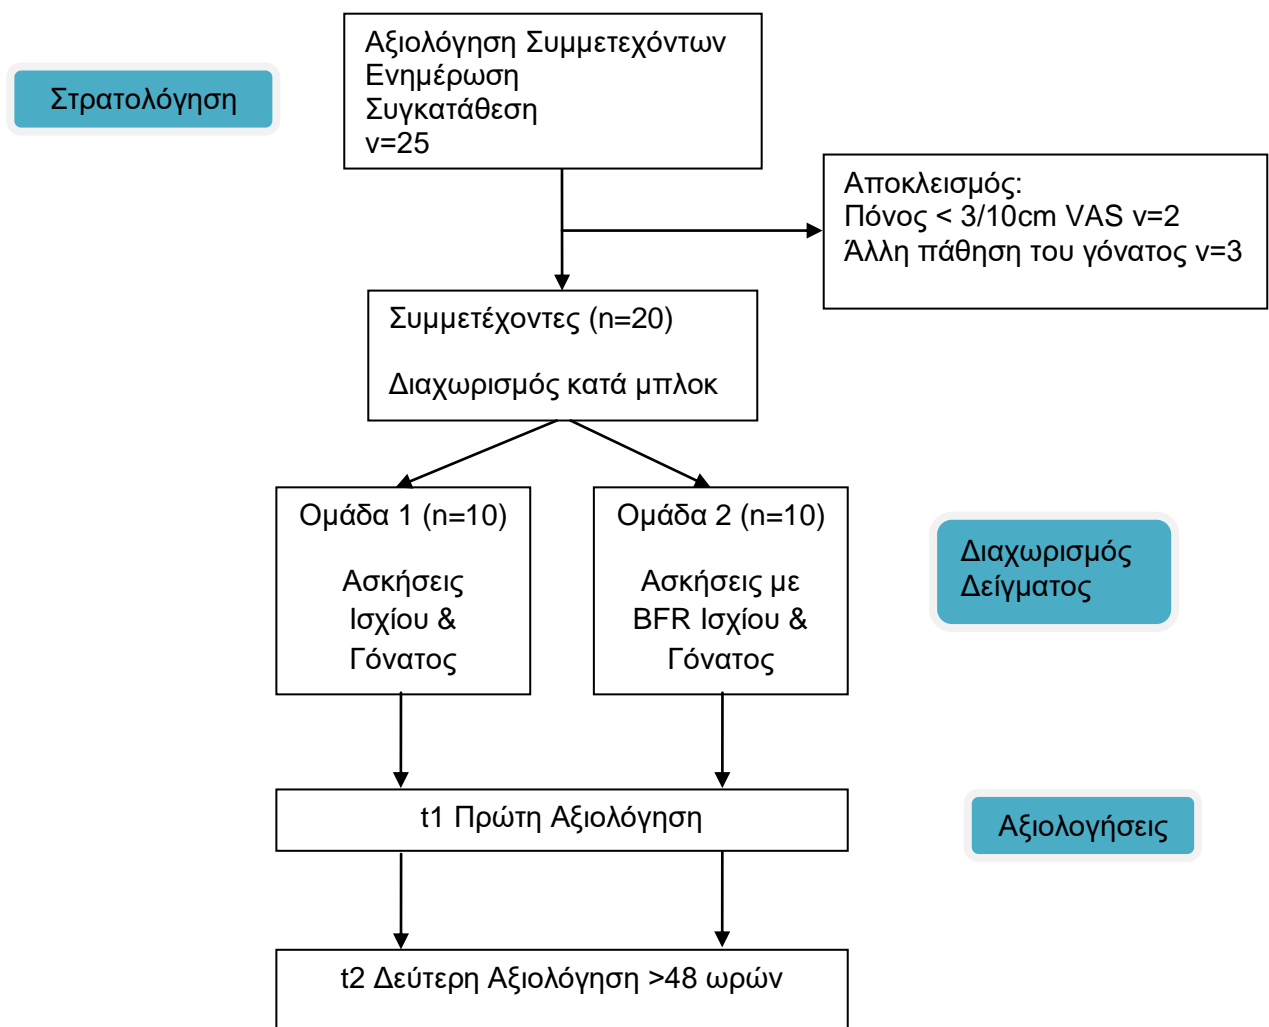 Αξιολόγηση Συμμετεχόντων
Ενημέρωση
Συγκατάθεση
ν=25
Στρατολόγηση
Αποκλεισμός:
Πόνος < 3/10cm VAS ν=2
Άλλη πάθηση του γόνατος ν=3
Συμμετέχοντες (n=20)
Διαχωρισμός κατά μπλοκ
Ομάδα 1 (n=10)
Ασκήσεις
Ισχίου &
Γόνατος
Ομάδα 2 (n=10)
Ασκήσεις με
BFR Ισχίου &
Γόνατος
Διαχωρισμός
Δείγματος
t1 Πρώτη Αξιολόγηση
Αξιολογήσεις
t2 Δεύτερη Αξιολόγηση >48 ωρών